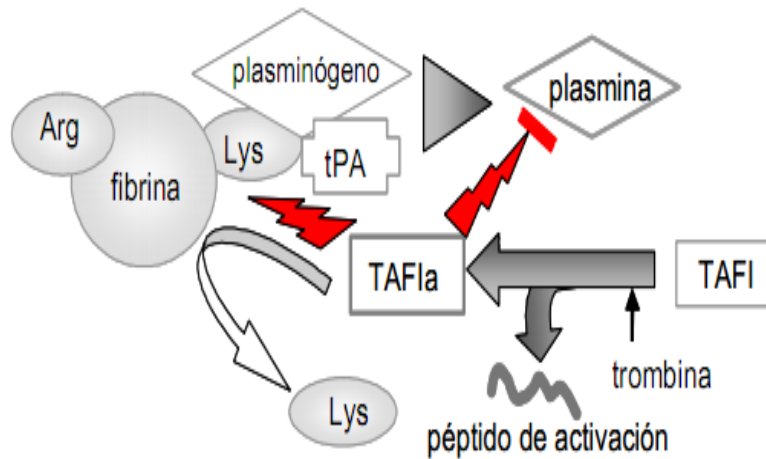 plasminógeno
plasmina
Arg
Lys
tPA
fibrina
TAFIa
TAFI
trombina
Lys
péptido de activación